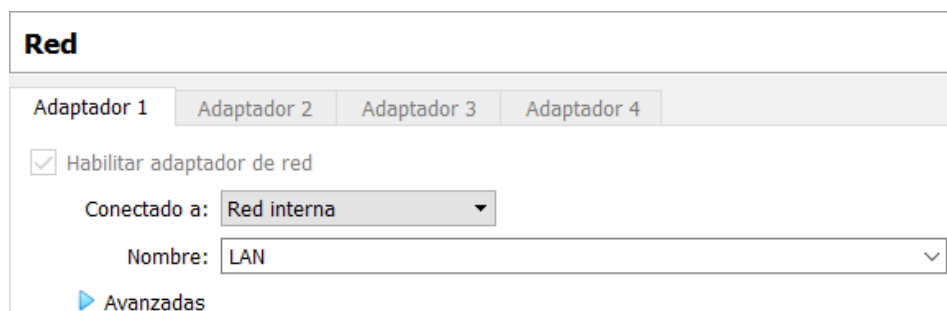 Red
Adaptador 1 Adaptador 2 Adaptador 3 Adaptador 4
Habilitar adaptador de red
Conectado a: Red interna
Nombre: LAN
Avanzadas